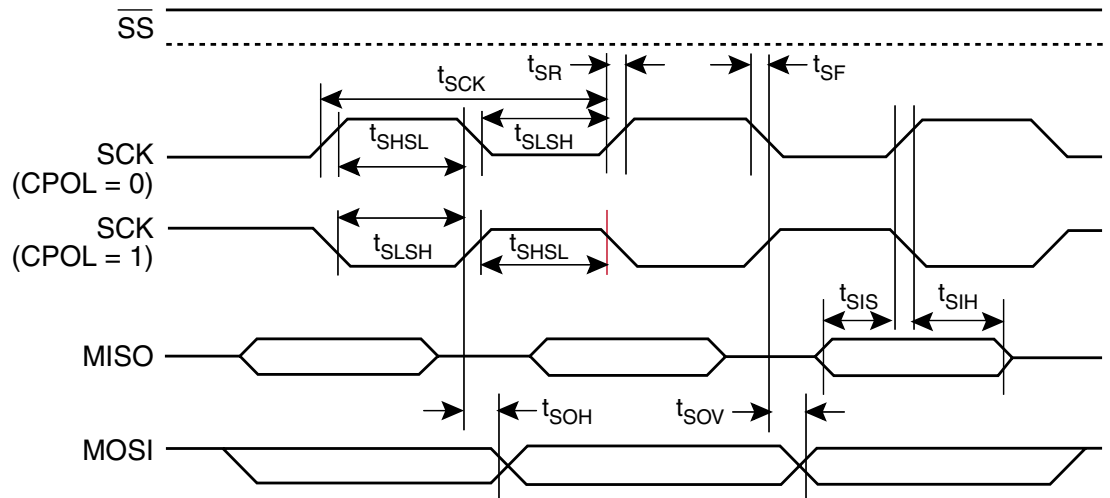 SS
tSCK
tSR
tSF
tSHSL
tSLSH
SCK
(CPOL = 0)
SCK
(CPOL = 1)
tSLSH
tSHSL
tSIS
tSIH
MISO
tSOH
tSOV
MOSI